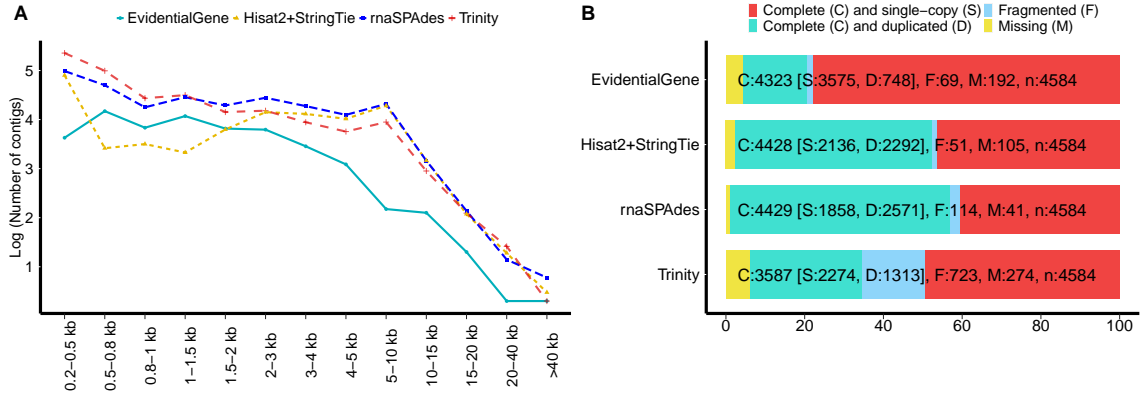 A
EvidentialGene Hisat2+StringTie rnaSPAdes Trinity
Log (Number of contigs)
5
4
3
2
1
0.2−0.5 kb
0.5−0.8 kb
0.8−1 kb
1−1.5 kb
1.5−2 kb
2−3 kb
3−4 kb
4−5 kb
5−10 kb
10−15 kb
15−20 kb
20−40 kb
>40 kb
B
Complete (C) and single−copy (S) Fragmented (F)
Complete (C) and duplicated (D) Missing (M)
EvidentialGene C:4323 [S:3575, D:748], F:69, M:192, n:4584
Hisat2+StringTie C:4428 [S:2136, D:2292], F:51, M:105, n:4584
rnaSPAdes C:4429 [S:1858, D:2571], F:114, M:41, n:4584
Trinity C:3587 [S:2274, D:1313], F:723, M:274, n:4584
0 20 40 60 80 100